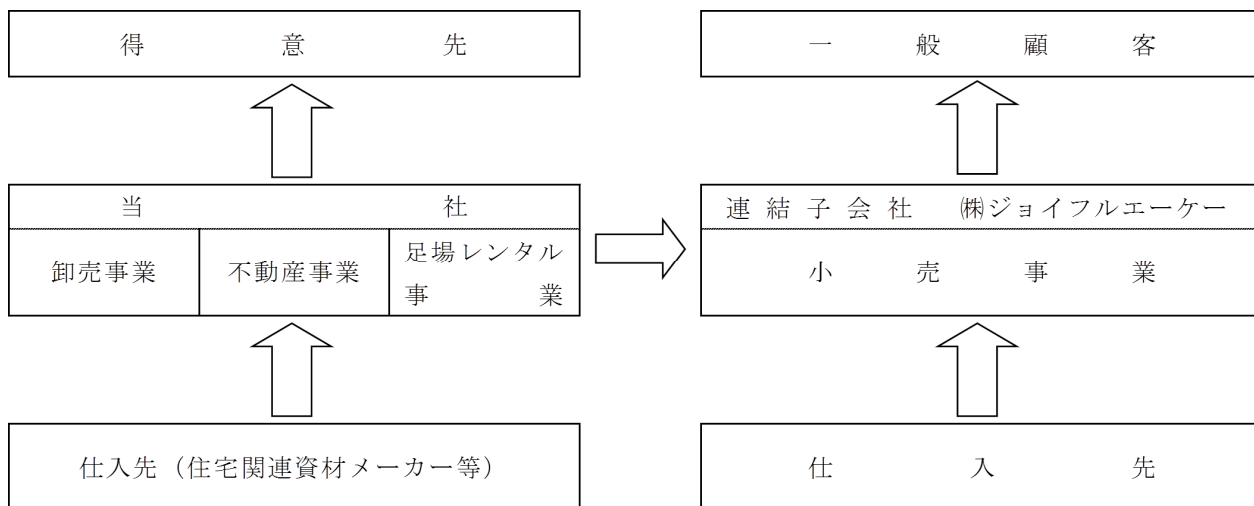 得意先
一般顧客
当社
連結子会社 ㈱ジョイフルエーケー
卸売事業
不動産事業
足場レンタル
事業
小売事業
仕入先（住宅関連資材メーカー等）
仕入先